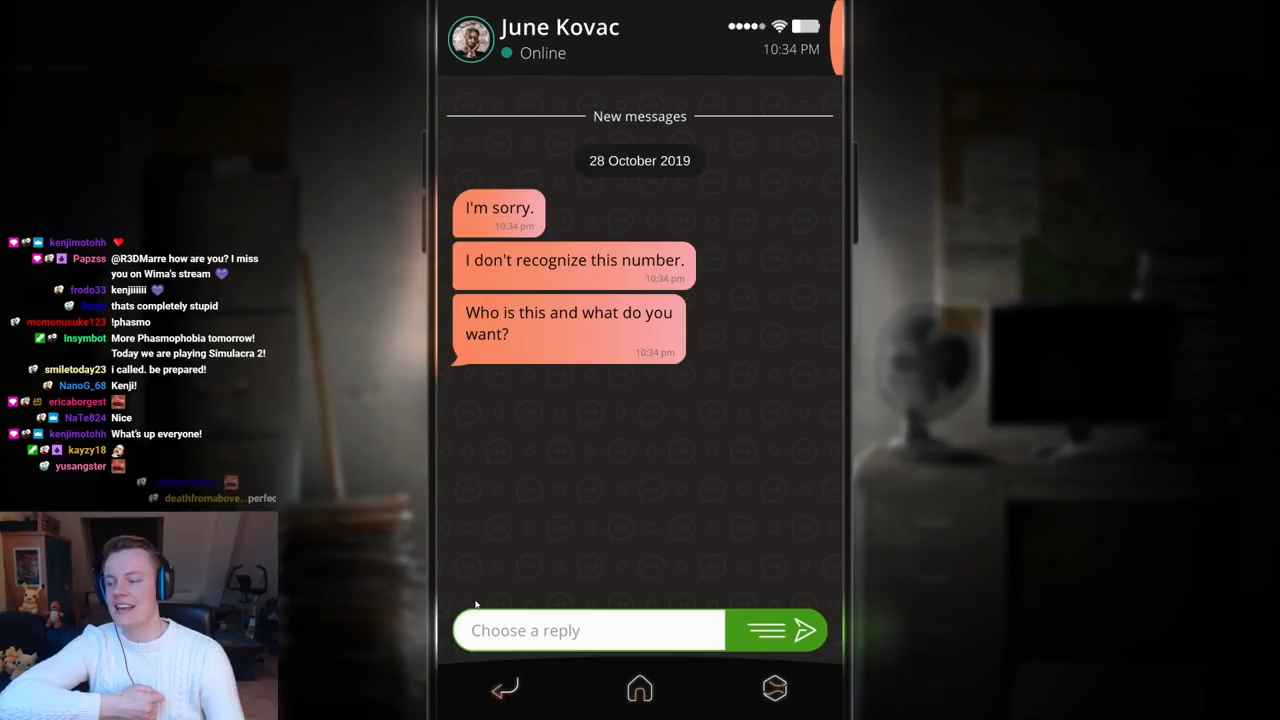 June Kovac
Online
10:34 PM
New messages
28 October 2019
I'm sorry.
10:34 pm
I don't recognize this number.
10:34 pm
Who is this and what do you
want?
10:34 pm
Choose a reply
kenjimotohh
Papzss @R3DMarre how are you? I miss
you on Wima's stream
frodo33 kenjiiiiii
thats completely stupid
momonusuke123 !phasmo
Insymbot More Phasmophobia tomorrow!
Today we are playing Simulacra 2!
smiletoday23 i called. be prepared!
NanoG_68 Kenji!
ericaborgest
NaTe824 Nice
kenjimotohh What's up everyone!
kayzy18
yusangster
deathfromabove.. perfec